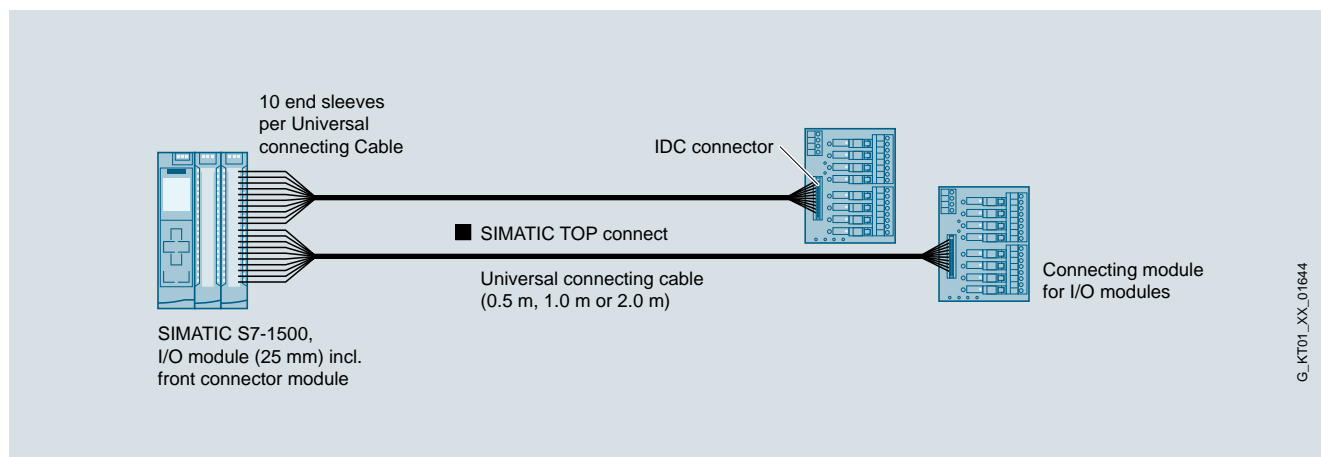 10 end sleeves
per Universal
connecting Cable
IDC connector
SIMATIC TOP connect
Universal connecting cable
(0.5 m, 1.0 m or 2.0 m)
Connecting module
for I/O modules
SIMATIC S7-1500,
I/O module (25 mm) incl.
front connector module
G_KT01_XX_01644